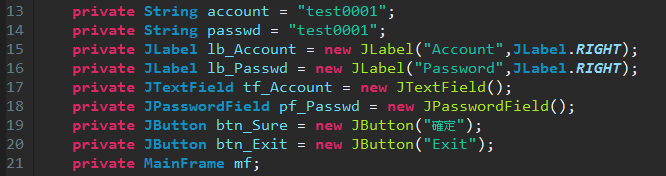 13 private String account = "test0001";
14 private String passwd = "test0001";
15 private JLabel lb_Account = new JLabel("Account",JLabel.RIGHT);
16 private JLabel lb_Passwd = new JLabel("Password",JLabel.RIGHT);
17 private JTextField tf_Account = new JTextField();
18 private JPasswordField pf_Passwd = new JPasswordField();
19 private JButton btn_Sure = new JButton("確定");
20 private JButton btn_Exit = new JButton("Exit");
21 private MainFrame mf;